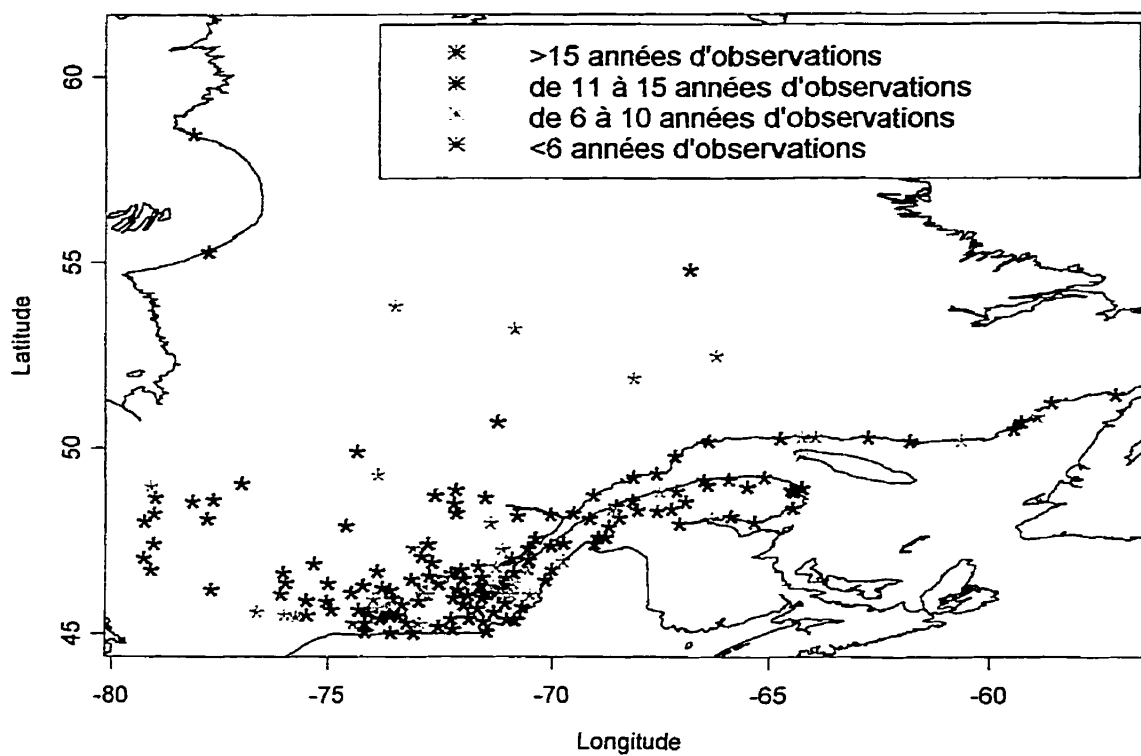 >15 années d'observations
de 11 à 15 années d'observations
de 6 à 10 années d'observations
<6 années d'observations
60
55
50
45
Latitude
-80 -75 -70 -65 -60
Longitude